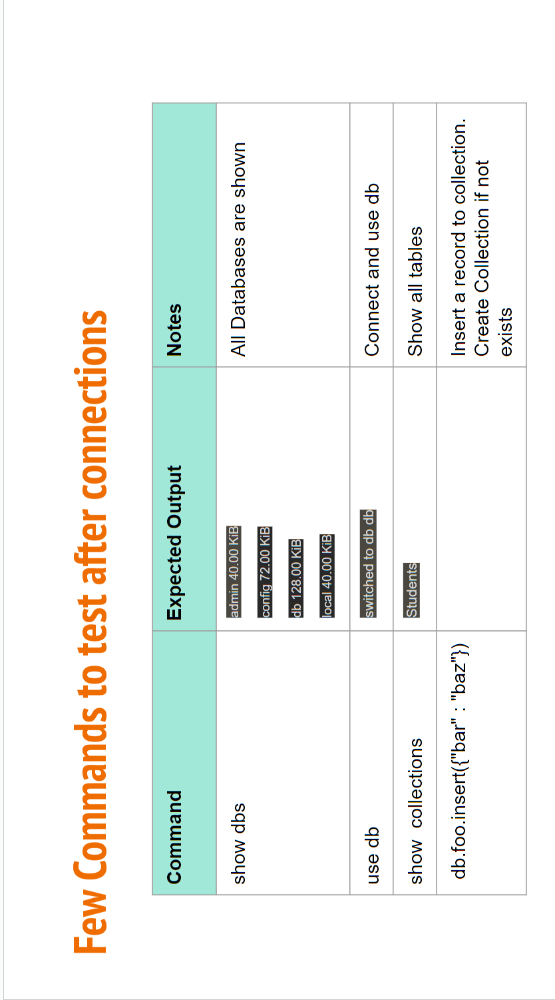 Few Commands to test after connections
Command
Expected Output
Notes
show dbs
admin 40.00 KiB
config 72.00 KiB
db 128.00 KiB
local 40.00 KiB
All Databases are shown
use db
switched to db db
Connect and use db
show  collections
Students
Show all tables
db.foo.insert({"bar" : "baz"})
Insert a record to collection.
Create Collection if not
exists